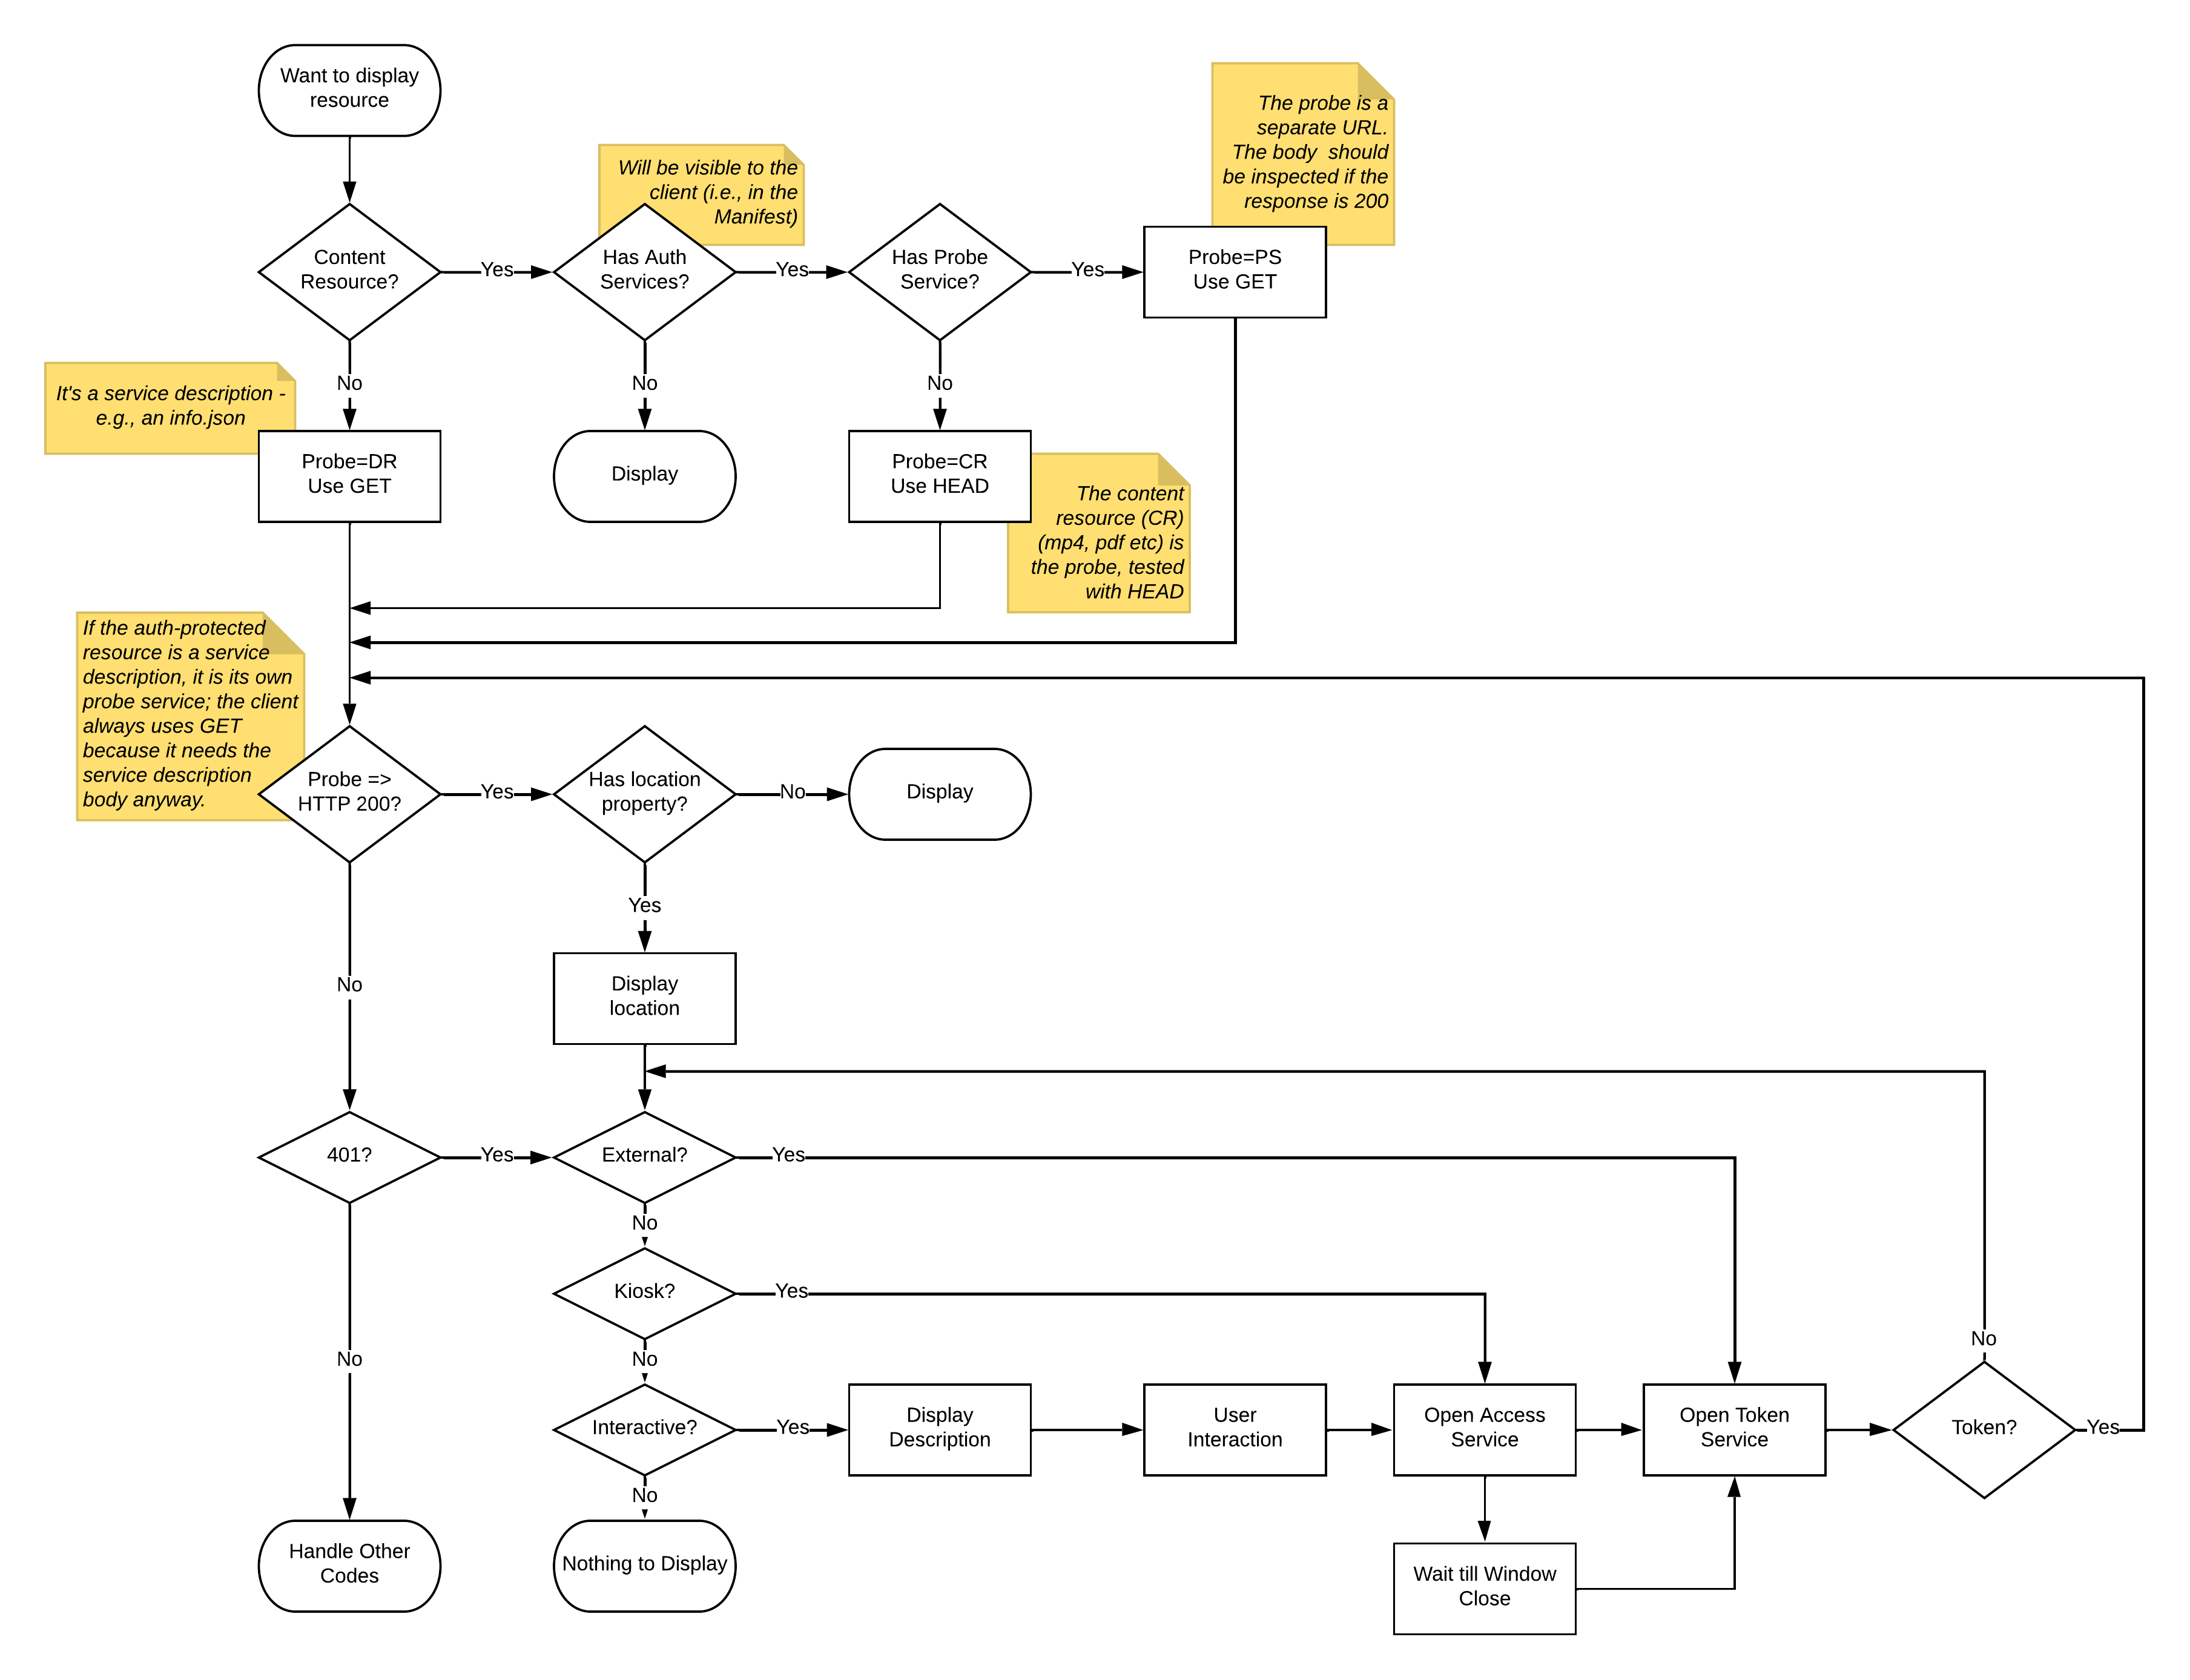 Want to display
resource
The probe is a
separate URL.
The body  should
be inspected if the
response is 200
Will be visible to the
client (i.e., in the
Manifest)
Content
Resource?
Yes
Has Auth
Services?
Yes
Has Probe
Service?
Yes
Probe=PS
Use GET
No
No
No
It's a service description -
e.g., an info.json
Probe=DR
Use GET
Display
Probe=CR
Use HEAD
The content
resource (CR)
(mp4, pdf etc) is
the probe, tested
with HEAD
If the auth-protected
resource is a service
description, it is its own
probe service; the client
always uses GET
because it needs the
service description
body anyway.
Probe =>
HTTP 200?
Yes
Has location
property?
No
Display
Yes
No
Display
location
401?
Yes
External?
Yes
No
Kiosk?
Yes
No
No
No
Interactive?
Yes
Display
Description
User
Interaction
Open Access
Service
Open Token
Service
Token?
Yes
No
Handle Other
Codes
Nothing to Display
Wait till Window
Close